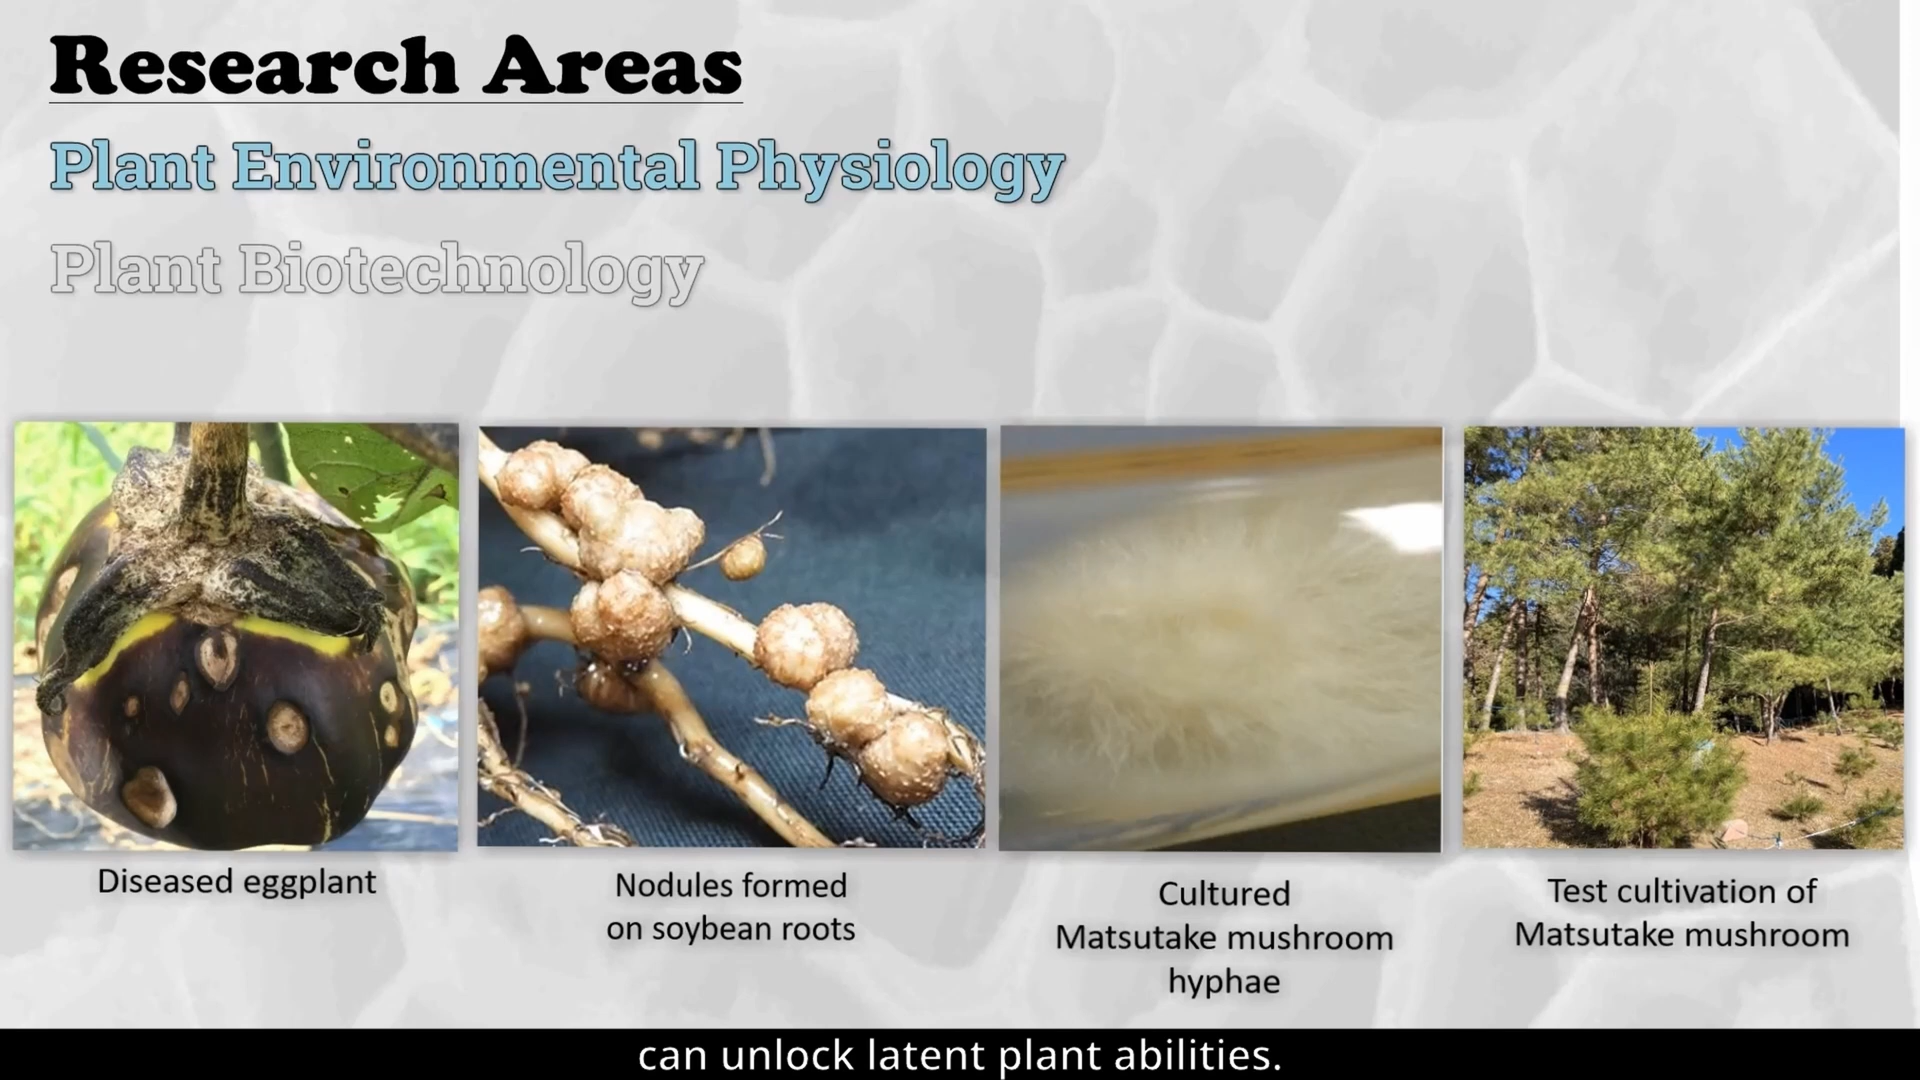 Research Areas
Plant Environmental Physiology
Plant Biotechnology
Diseased eggplant
Nodules formed
on soybean roots
Cultured
Matsutake mushroom
hyphae
Test cultivation of
Matsutake mushroom
can unlock latent plant abilities.